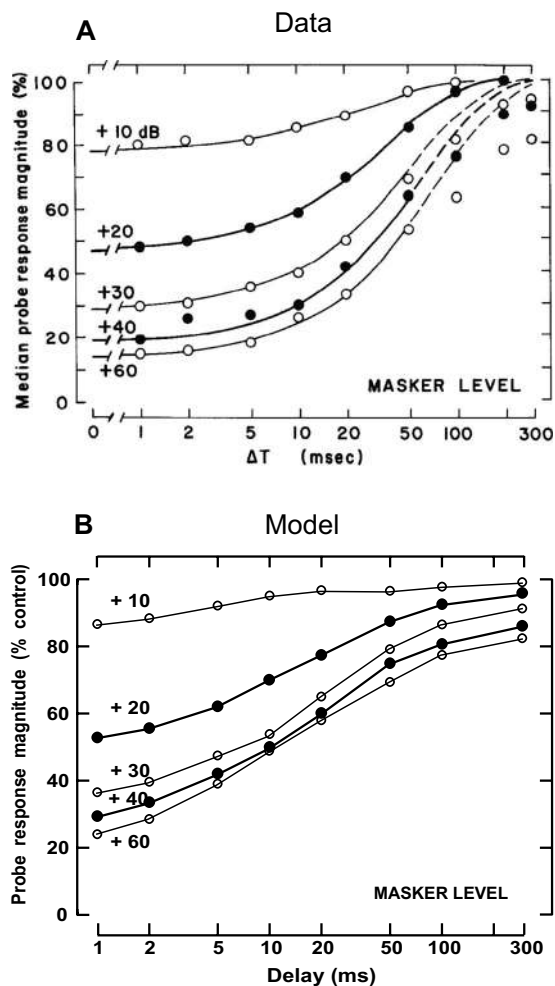 A
Data
Median probe response magnitude (%)
100
80
60
40
20
0
+ 10 dB
+20
+30
+40
+60
MASKER LEVEL
0 1 2 5 10 20 50 100 300
ΔT (msec)
B
Model
Probe response magnitude (% control)
100
80
60
40
20
0
+ 10
+ 20
+ 30
+ 40
+ 60
MASKER LEVEL
1 2 5 10 20 50 100 300
Delay (ms)